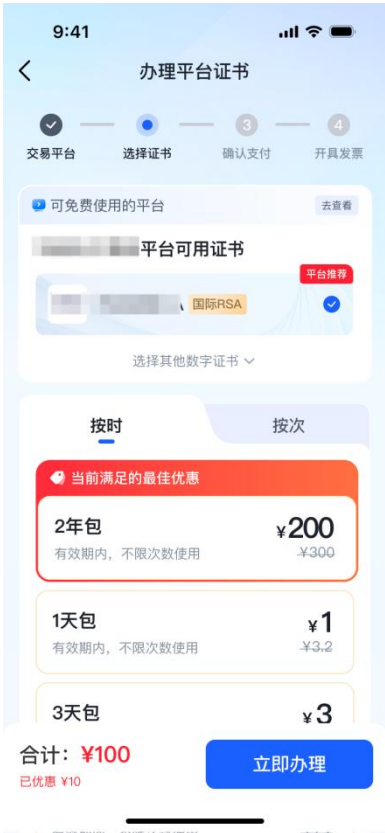 9:41
办理平台证书
3
4
交易平台
选择证书
确认支付
开具发票
可免费使用的平台
去查看
平台可用证书
平台推荐
国际RSA
选择其他数字证书
按时
按次
当前满足的最佳优惠
2年包
¥200
有效期内，不限次数使用
¥300
1天包
¥1
有效期内，不限次数使用
¥3.2
3天包
¥3
合计：¥100
已优惠 ¥10
立即办理